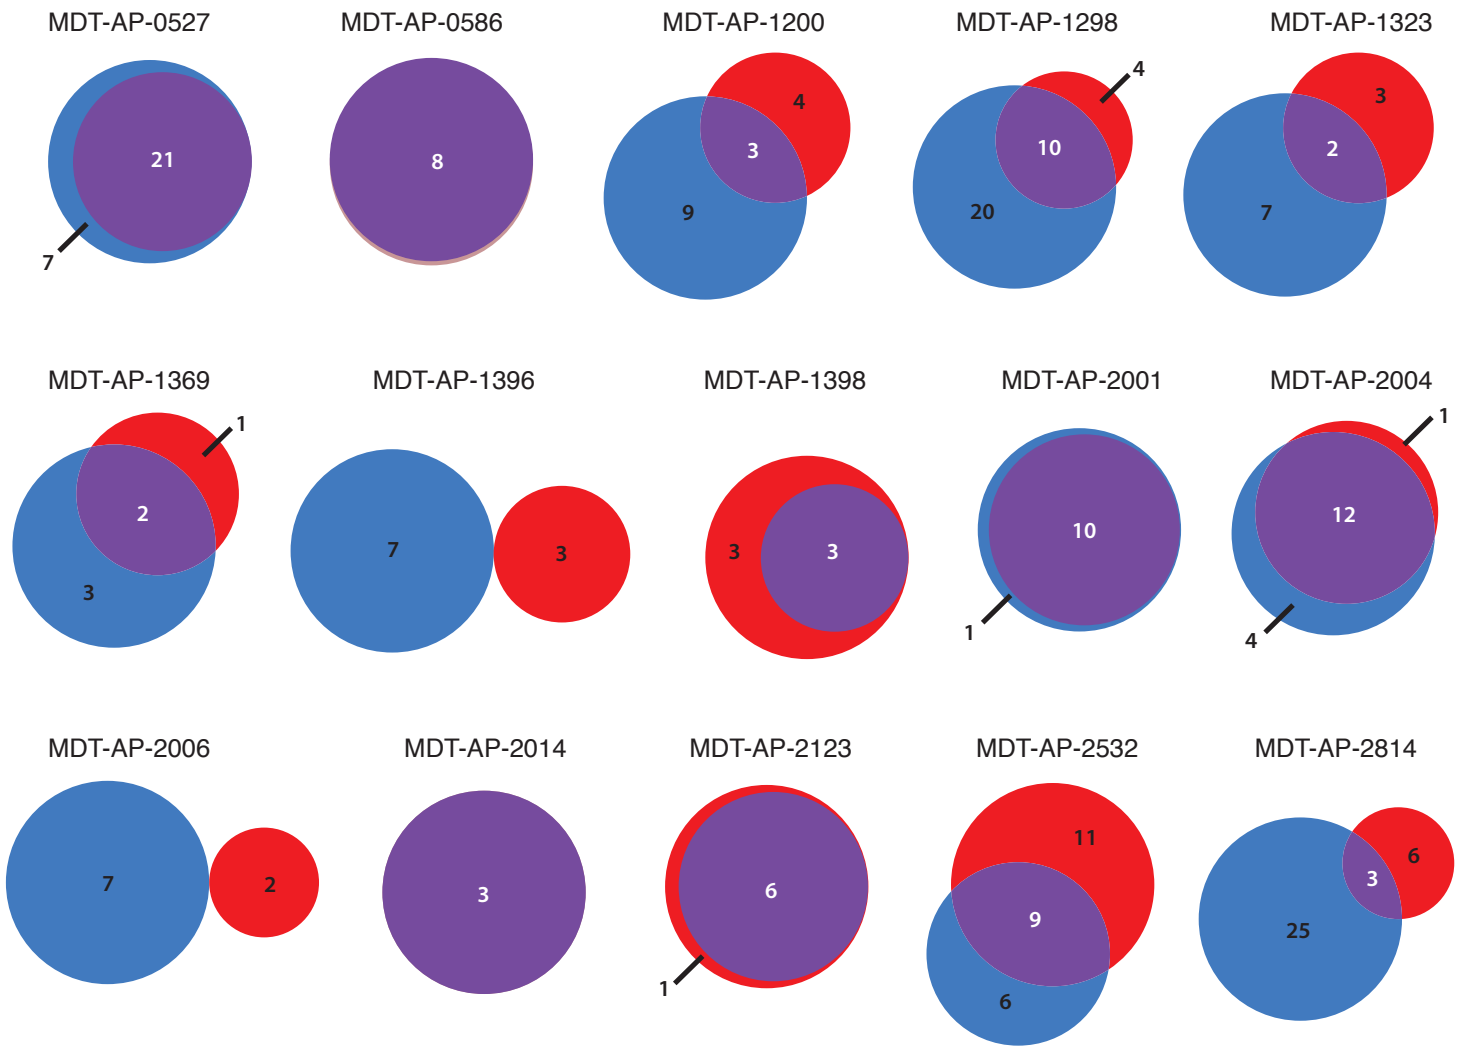 MDT-AP-0527
MDT-AP-0586
MDT-AP-1200
MDT-AP-1298
MDT-AP-1323
21
7
8
4
3
9
4
10
20
3
2
7
MDT-AP-1369
MDT-AP-1396
MDT-AP-1398
MDT-AP-2001
MDT-AP-2004
1
2
3
7
3
3
3
10
1
1
12
4
MDT-AP-2006
MDT-AP-2014
MDT-AP-2123
MDT-AP-2532
MDT-AP-2814
7
2
3
6
1
11
9
6
6
3
25